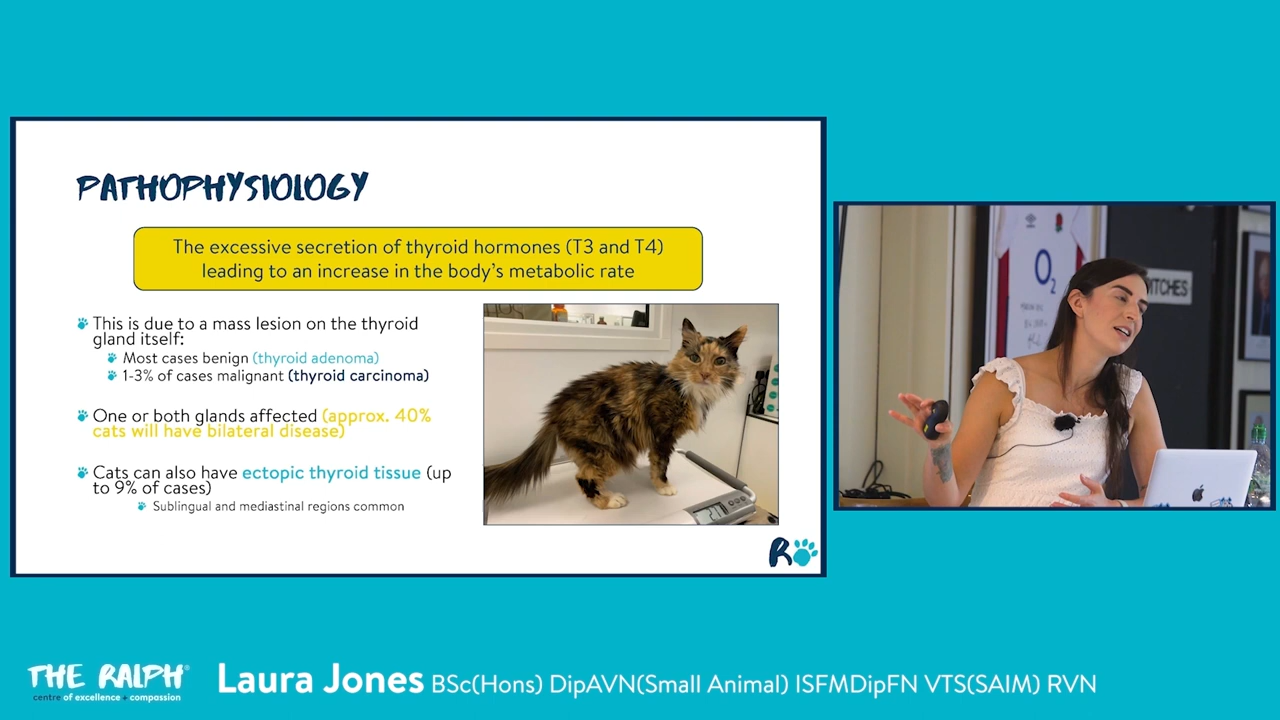 PATHOPHYSIOLOGY
The excessive secretion of thyroid hormones (T3 and T4)
leading to an increase in the body's metabolic rate
This is due to a mass lesion on the thyroid
gland itself:
Most cases benign (thyroid adenoma)
1-3% of cases malignant (thyroid carcinoma)
One or both glands affected (approx. 40%
cats will have bilateral disease)
Cats can also have ectopic thyroid tissue (up
to 9% of cases)
Sublingual and mediastinal regions common
R
O2
ITCHES
THE RALPH®
centre of excellence + compassion
Laura Jones BSc(Hons) DipAVN(Small Animal) ISFMDipFN VTS(SAIM) RVN